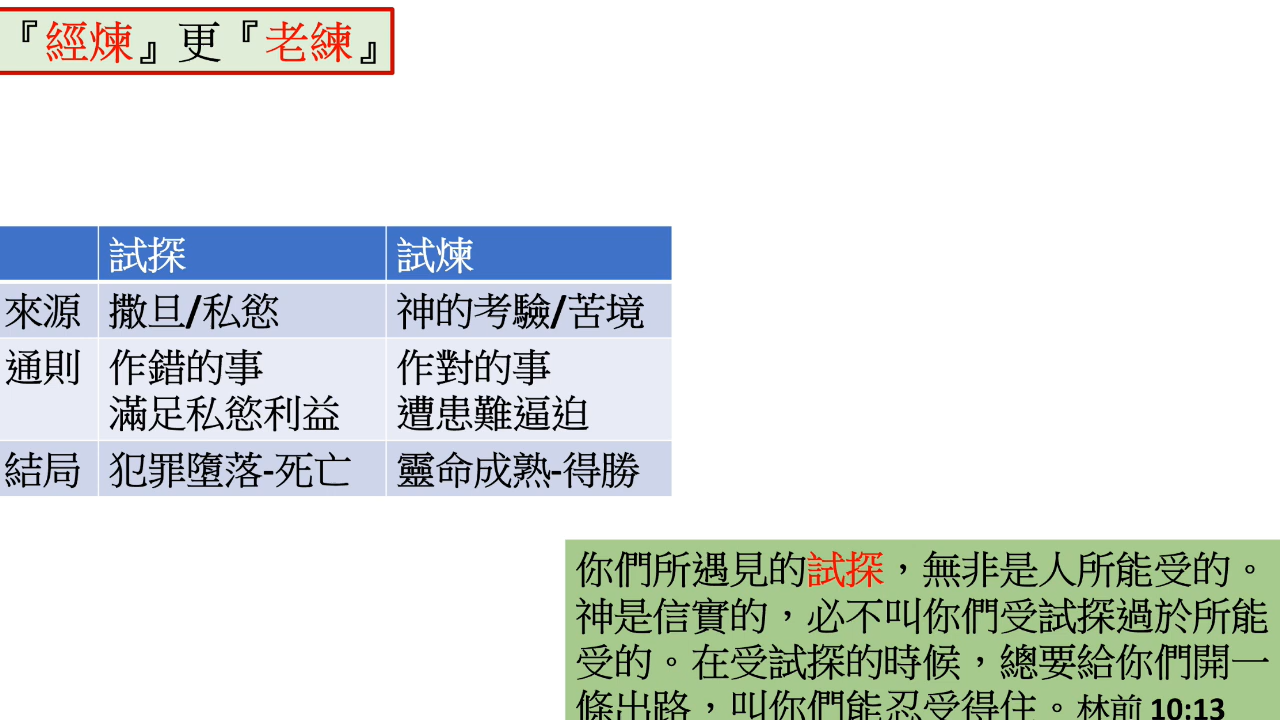 『經煉』更『老練』
試探 試煉
來源 撒旦/私慾 神的考驗/苦境
通則 作錯的事 作對的事
滿足私慾利益 遭患難逼迫
結局 犯罪墮落-死亡 靈命成熟-得勝
你們所遇見的試探，無非是人所能受的。
神是信實的，必不叫你們受試探過於所能
受的。在受試探的時候，總要給你們開一
條出路，叫你們能忍受得住。林前 10:13